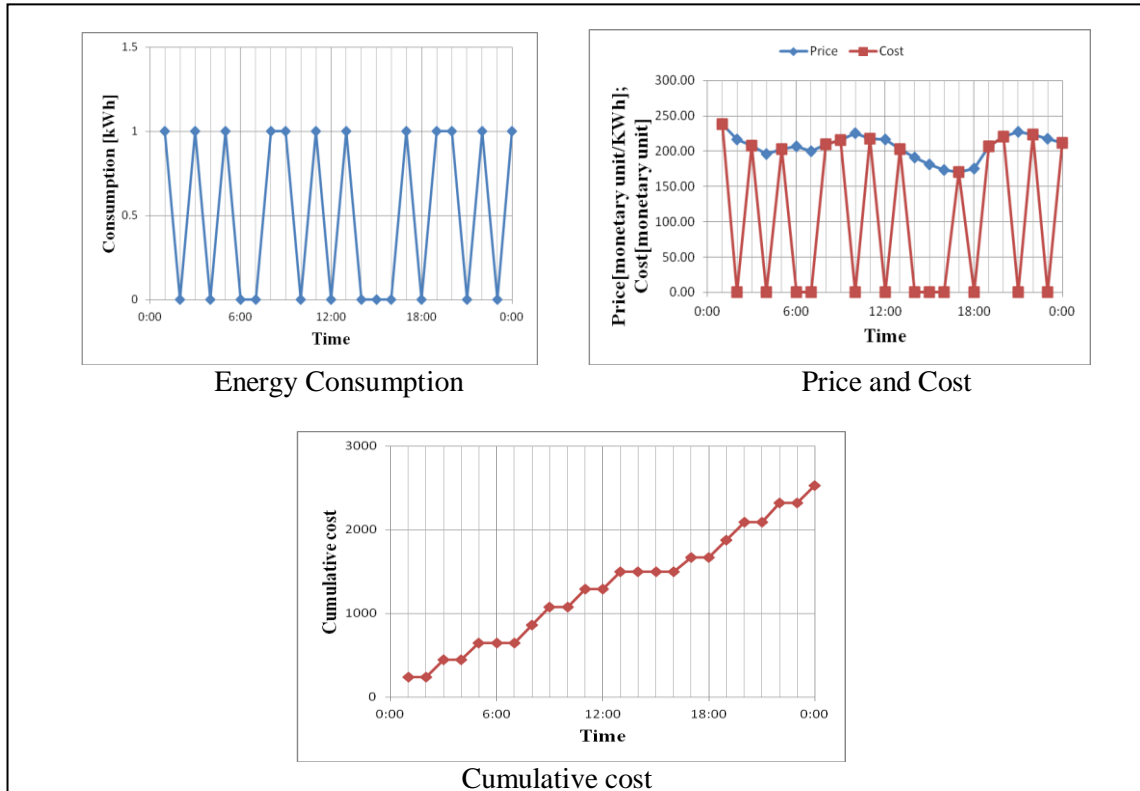 1.5
1
0.5
0
Consumption [kWh]
0:00 6:00 12:00 18:00 0:00
Time
Energy Consumption
Price Cost
300.00
250.00
200.00
150.00
100.00
50.00
0.00
Price[monetary unit/KWh];
Cost[monetary unit]
0:00 6:00 12:00 18:00 0:00
Time
Price and Cost
3000
2000
1000
0
Cumulative cost
0:00 6:00 12:00 18:00 0:00
Time
Cumulative cost